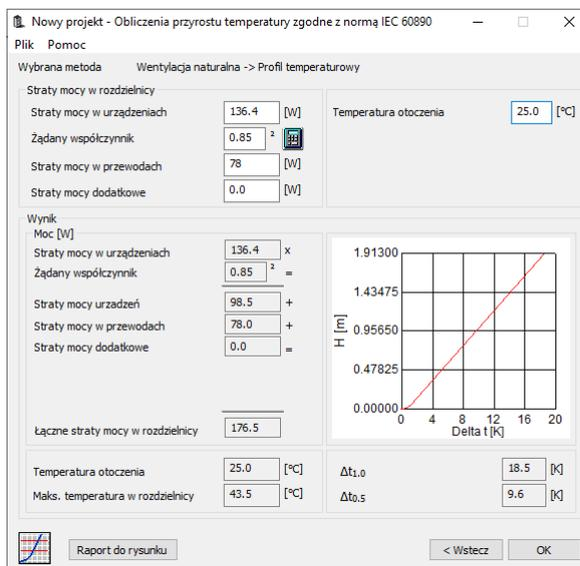 Nowy projekt - Obliczenia przyrostu temperatury zgodne z normą IEC 60890
Plik Pomoc
Wybrana metoda Wentylacja naturalna -> Profil temperaturowy
Straty mocy w rozdzielnicy
Straty mocy w urządzeniach 136.4 [W]
Żądany współczynnik 0.85 ²
Straty mocy w przewodach 78 [W]
Straty mocy dodatkowe 0.0 [W]
Temperatura otoczenia 25.0 [°C]
Wynik
Moc [W]
Straty mocy w urządzeniach 136.4 x
Żądany współczynnik 0.85 ² =
Straty mocy urzadzeń 98.5 +
Straty mocy w przewodach 78.0 +
Straty mocy dodatkowe 0.0 =
Łączne straty mocy w rozdzielnicy 176.5
1.91300
1.43475
0.95650
0.47825
0.00000
H [m]
0 4 8 12 16 20
Delta t [K]
Temperatura otoczenia 25.0 [°C]
Maks. temperatura w rozdzielnicy 43.5 [°C]
Δt1.0 18.5 [K]
Δt0.5 9.6 [K]
Raport do rysunku
< Wstecz
OK